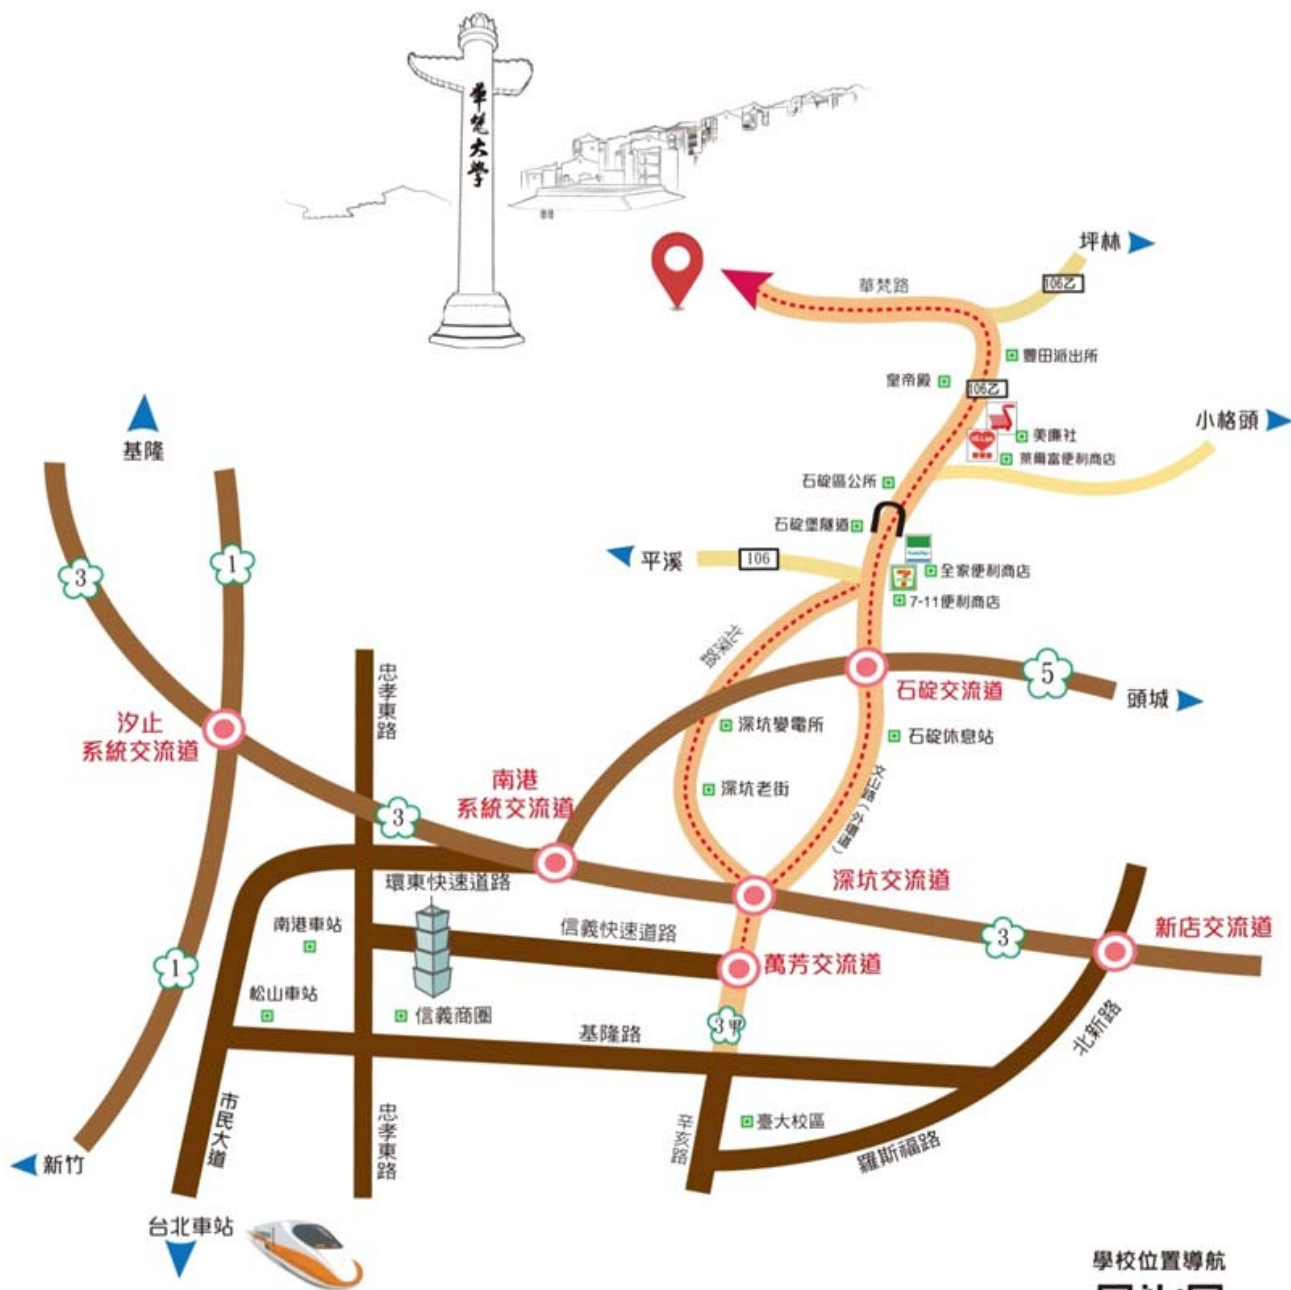 華梵大學
坪林
106乙
華梵路
豐田派出所
皇帝殿
106乙
小格頭
美廉社
萊爾富便利商店
基隆
石碇區公所
石碇堡隧道
平溪
106
全家便利商店
FamilyMart
7-11便利商店
3
1
北深路
忠孝東路
石碇交流道
5
頭城
汐止
系統交流道
深坑變電所
石碇休息站
南港
系統交流道
深坑老街
文山路(外環道)
3
環東快速道路
深坑交流道
南港車站
信義快速道路
3
新店交流道
萬芳交流道
1
松山車站
信義商圈
3甲
基隆路
北新路
市民大道
忠孝東路
辛亥路
臺大校區
羅斯福路
新竹
台北車站
學校位置導航